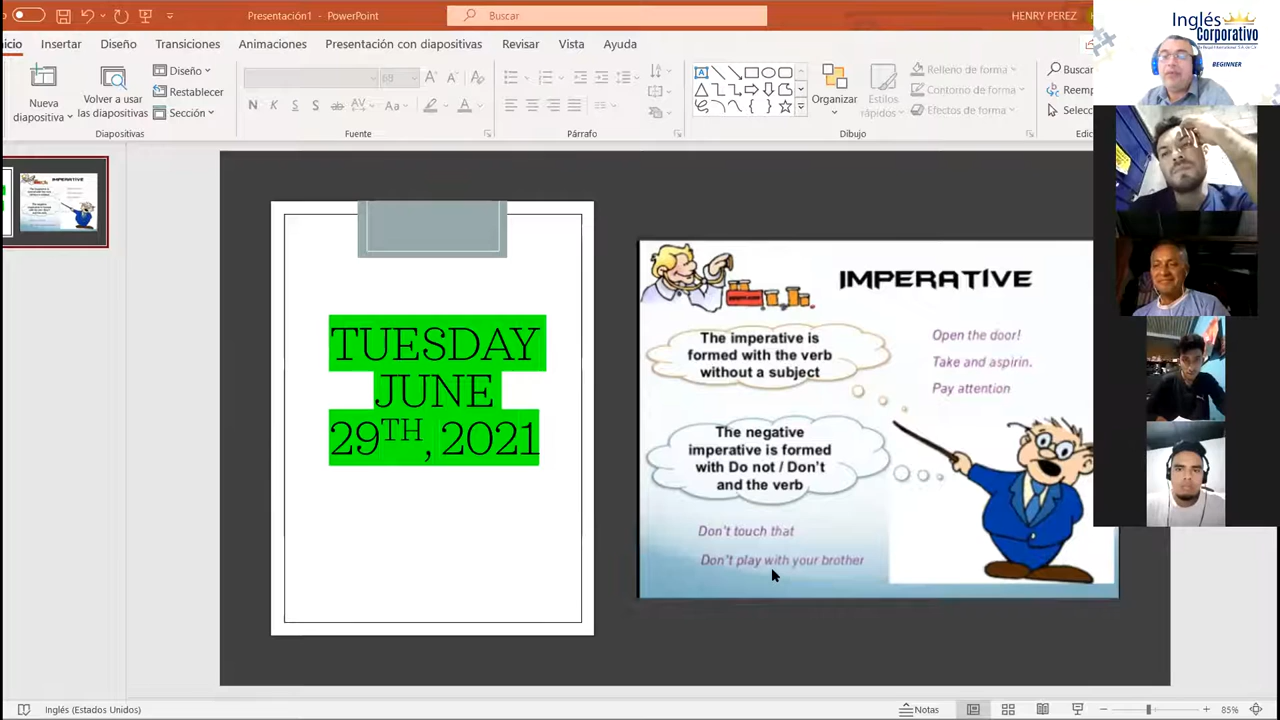 Presentación1 - PowerPoint
Buscar
HENRY PEREZ
Inglés
Corporativo
BEGINNER
icio Insertar Diseño Transiciones Animaciones Presentación con diapositivas Revisar Vista Ayuda
Nueva
diapositiva
Volver a usar
las diapositivas
Diseño
Restablecer
Sección
Diapositivas
68
Fuente
Párrafo
Organizar
Estilos
rápidos
Relleno de forma
Contorno de forma
Efectos de forma
Dibujo
Buscar
Reemp
Selecc
Edic
TUESDAY
JUNE
29TH, 2021
IMPERATIVE
The imperative is
formed with the verb
without a subject
Open the door!
Take and aspirin.
Pay attention
The negative
imperative is formed
with Do not / Don't
and the verb
Don't touch that
Don't play with your brother
Inglés (Estados Unidos)
Notas
85%